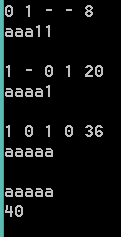 0 1 - - 8
aaa11
1 - 0 1 20
aaaa1
1 0 1 0 36
aaaaa
aaaaa
40